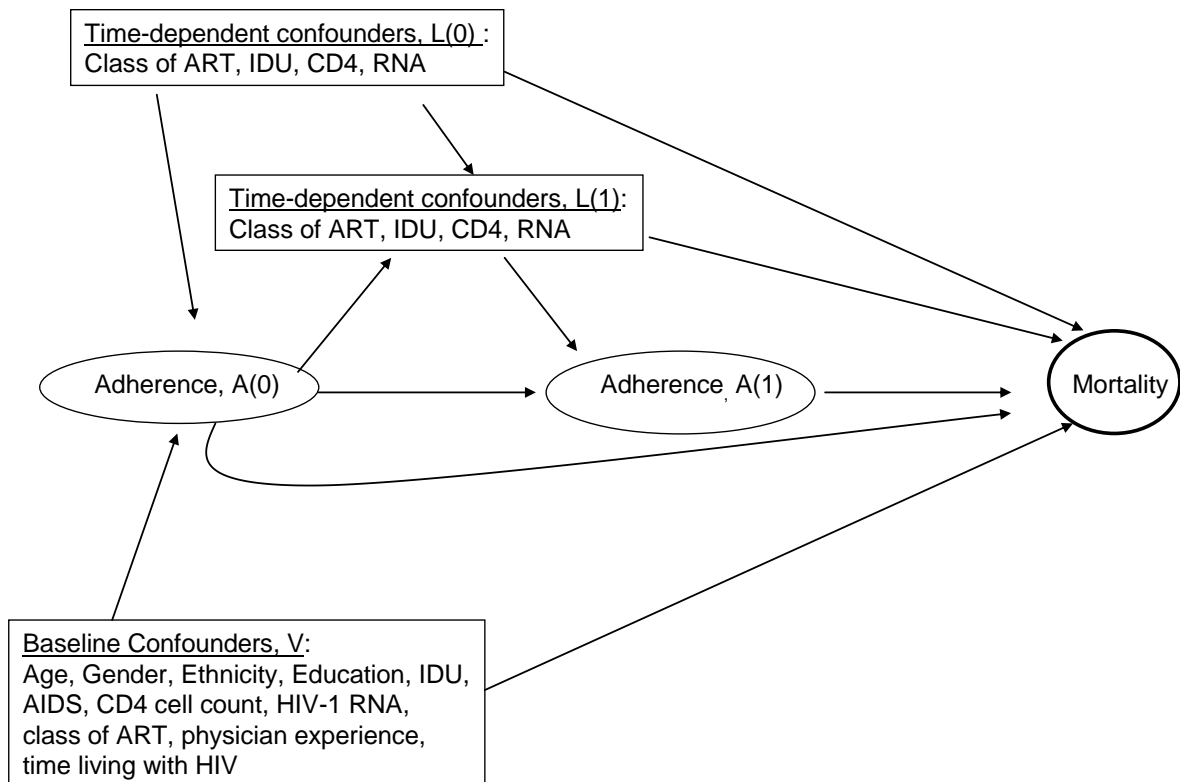 Time-dependent confounders, L(0) :
Class of ART, IDU, CD4, RNA
Time-dependent confounders, L(1):
Class of ART, IDU, CD4, RNA
Adherence, A(0)
Adherence, A(1)
Mortality
Baseline Confounders, V:
Age, Gender, Ethnicity, Education, IDU,
AIDS, CD4 cell count, HIV-1 RNA,
class of ART, physician experience,
time living with HIV